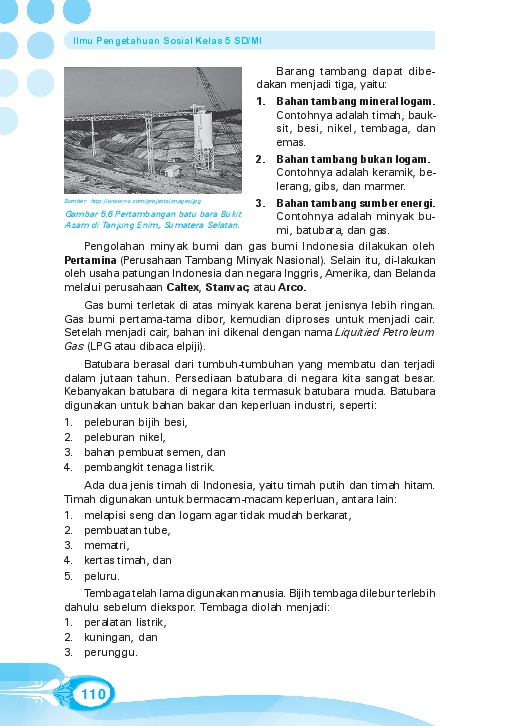 Ilmu Pengetahuan Sosial Kelas 5 SD/MI
Sumber: http://www.r-s.com/projects/images/jpg
Gambar 5.6 Pertambangan batu bara Bukit
Asam di Tanjung Enim, Sumatera Selatan.
Barang tambang dapat dibe-
dakan menjadi tiga, yaitu:
1. Bahan tambang mineral logam.
Contohnya adalah timah, bauk-
sit, besi, nikel, tembaga, dan
emas.
2. Bahan tambang bukan logam.
Contohnya adalah keramik, be-
lerang, gibs, dan marmer.
3. Bahan tambang sumber energi.
Contohnya adalah minyak bu-
mi, batubara, dan gas.
Pengolahan minyak bumi dan gas bumi Indonesia dilakukan oleh
Pertamina (Perusahaan Tambang Minyak Nasional). Selain itu, di-lakukan
oleh usaha patungan Indonesia dan negara Inggris, Amerika, dan Belanda
melalui perusahaan Caltex, Stanvac, atau Arco.
Gas bumi terletak di atas minyak karena berat jenisnya lebih ringan.
Gas bumi pertama-tama dibor, kemudian diproses untuk menjadi cair.
Setelah menjadi cair, bahan ini dikenal dengan nama Liquitied Petroleum
Gas (LPG atau dibaca elpiji).
Batubara berasal dari tumbuh-tumbuhan yang membatu dan terjadi
dalam jutaan tahun. Persediaan batubara di negara kita sangat besar.
Kebanyakan batubara di negara kita termasuk batubara muda. Batubara
digunakan untuk bahan bakar dan keperluan industri, seperti:
1. peleburan bijih besi,
2. peleburan nikel,
3. bahan pembuat semen, dan
4. pembangkit tenaga listrik.
Ada dua jenis timah di Indonesia, yaitu timah putih dan timah hitam.
Timah digunakan untuk bermacam-macam keperluan, antara lain:
1. melapisi seng dan logam agar tidak mudah berkarat,
2. pembuatan tube,
3. mematri,
4. kertas timah, dan
5. peluru.
Tembaga telah lama digunakan manusia. Bijih tembaga dilebur terlebih
dahulu sebelum diekspor. Tembaga diolah menjadi:
1. peralatan listrik,
2. kuningan, dan
3. perunggu.
110